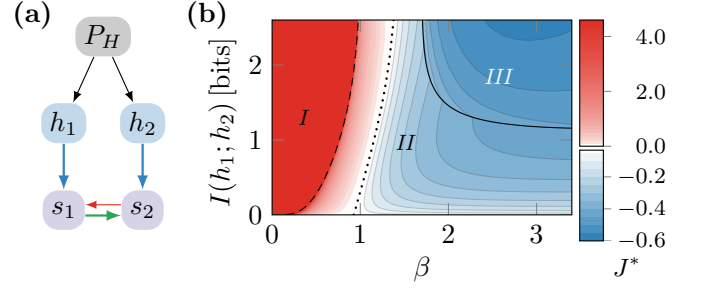 (a)
P_H
h_1
h_2
s_1
s_2
(b)
I(h_1; h_2) [bits]
2
1
0
0
1
2
3
β
I
II
III
4.0
2.0
0.0
−0.2
−0.4
−0.6
J*